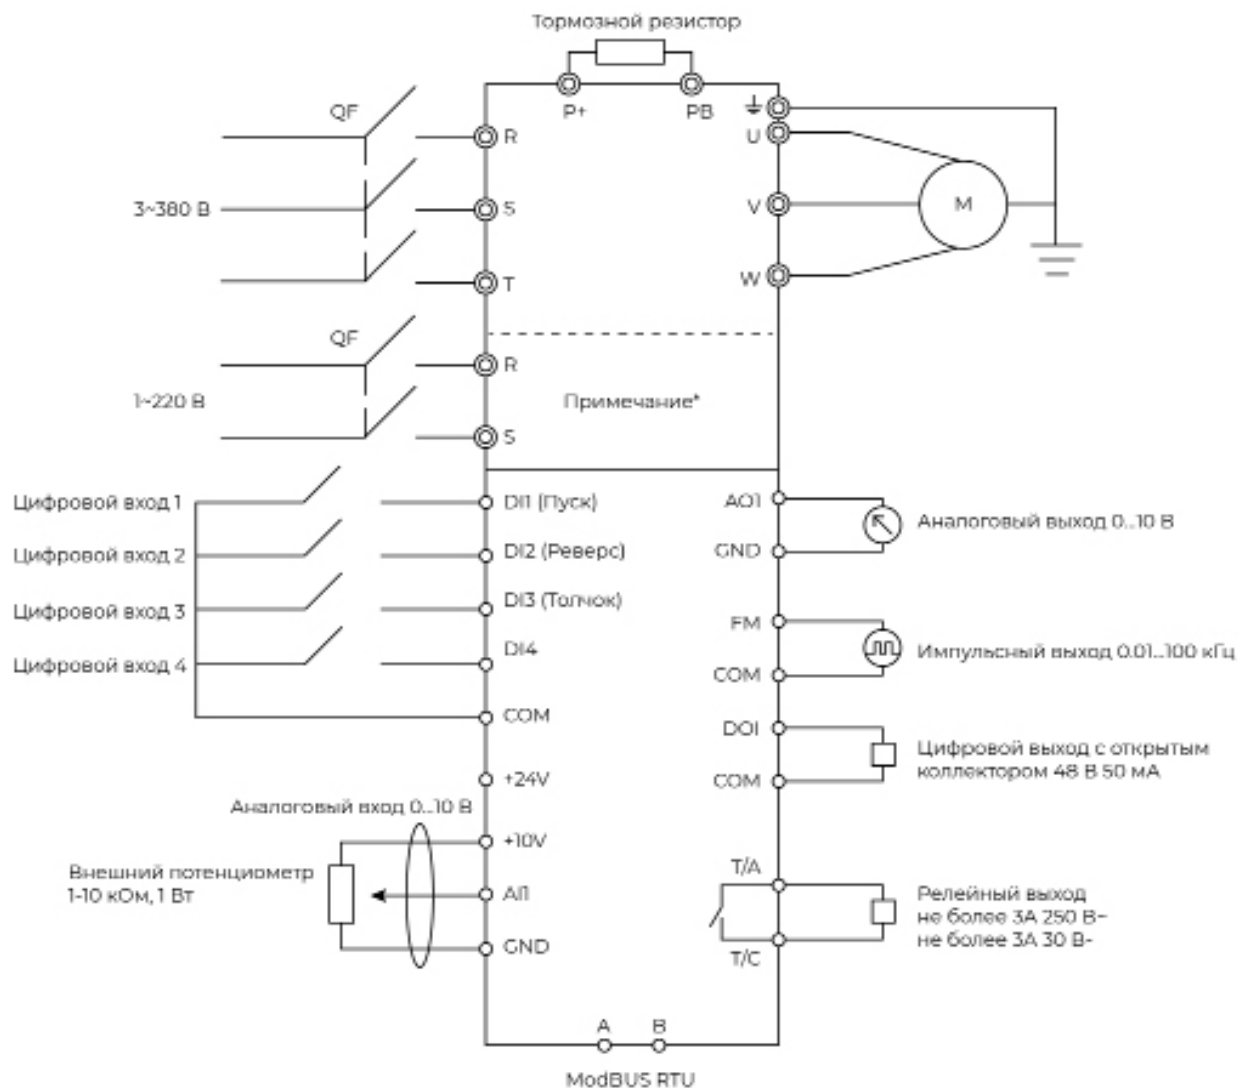 Тормозной резистор
P+
PB
QF
R
U
3~380 В
S
V
M
T
W
QF
R
1~220 В
Примечание*
S
Цифровой вход 1
DI1 (Пуск)
AO1
Аналоговый выход 0...10 В
Цифровой вход 2
DI2 (Реверс)
GND
Цифровой вход 3
DI3 (Толчок)
FM
Импульсный выход 0.01...100 кГц
Цифровой вход 4
DI4
COM
COM
DO1
Цифровой выход с открытым
коллектором 48 В 50 мА
+24V
COM
Аналоговый вход 0...10 В
+10V
Внешний потенциометр
1-10 кОм, 1 Вт
AI1
GND
T/A
Релейный выход
не более 3А 250 В~
не более 3А 30 В-
T/C
A
B
ModBUS RTU